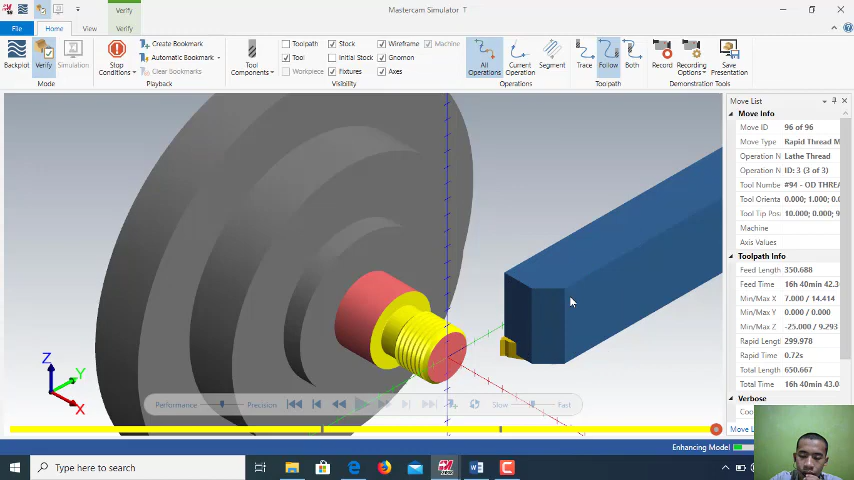 Verify
Mastercam Simulator T
File
Home
View
Verify
Backplot
Verify
Simulation
Mode
Stop
Conditions
Create Bookmark
Automatic Bookmark
Clear Bookmarks
Playback
Tool
Components
Toolpath
Stock
Wireframe
Machine
Tool
Initial Stock
Gnomon
Workpiece
Fixtures
Axes
Visibility
All
Operations
Current
Operation
Segment
Operations
Trace
Follow
Both
Toolpath
Record
Recording
Options
Save
Presentation
Demonstration Tools
Move List
Move Info
Move ID 96 of 96
Move Type Rapid Thread M
Operation N Lathe Thread
Operation R ID: 3 (3 of 3)
Tool Numbe #94 - OD THREA
Tool Orienta 0.000; 1.000; 0.0
Tool Tip Pos 10.000; 0.000; 9
Machine
Axis Values
Toolpath Info
Feed Length 350.688
Feed Time 16h 40min 42.3
Min/Max X 7.000 / 14.414
Min/Max Y 0.000 / 0.000
Min/Max Z -25.000 / 9.293
Rapid Length 299.978
Rapid Time 0.72s
Total Length 650.667
Total Time 16h 40min 43.0
Verbose
Z
Y
X
Performance
Precision
Slow
Fast
Move List
Enhancing Model
Type here to search